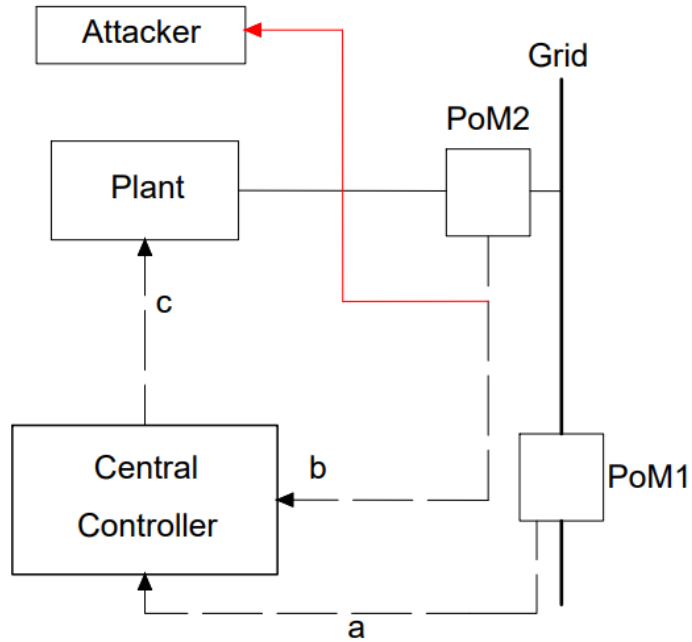 Attacker
Grid
PoM2
Plant
c
Central
Controller
b
PoM1
a